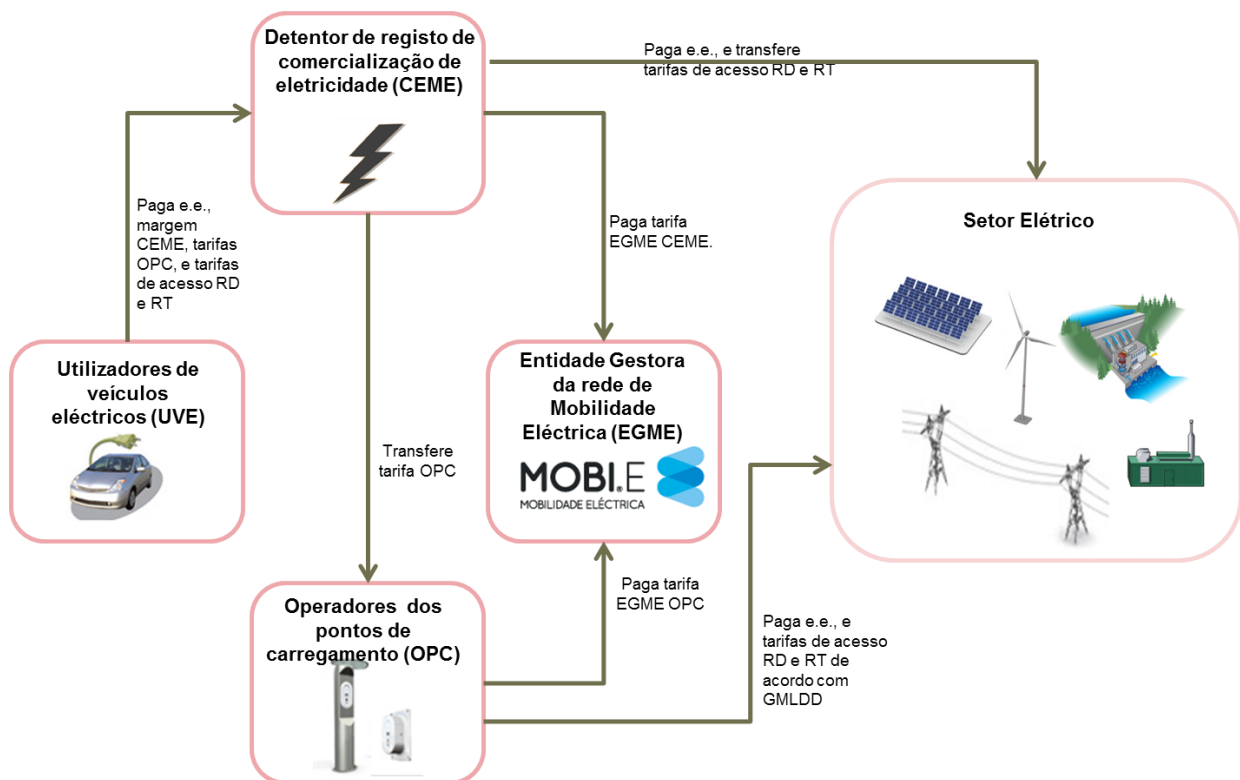 Detentor de registo de
comercialização de
eletricidade (CEME)
Paga e.e., e transfere
tarifas de acesso RD e RT
Paga e.e.,
margem
CEME, tarifas
OPC, e tarifas
de acesso RD
e RT
Paga tarifa
EGME CEME.
Setor Elétrico
Utilizadores de
veículos
eléctricos (UVE)
Entidade Gestora
da rede de
Mobilidade
Eléctrica (EGME)
MOBI.E
MOBILIDADE ELÉCTRICA
Transfere
tarifa OPC
Operadores dos
pontos de
carregamento (OPC)
Paga tarifa
EGME OPC
Paga e.e., e
tarifas de acesso
RD e RT de
acordo com
GMLDD